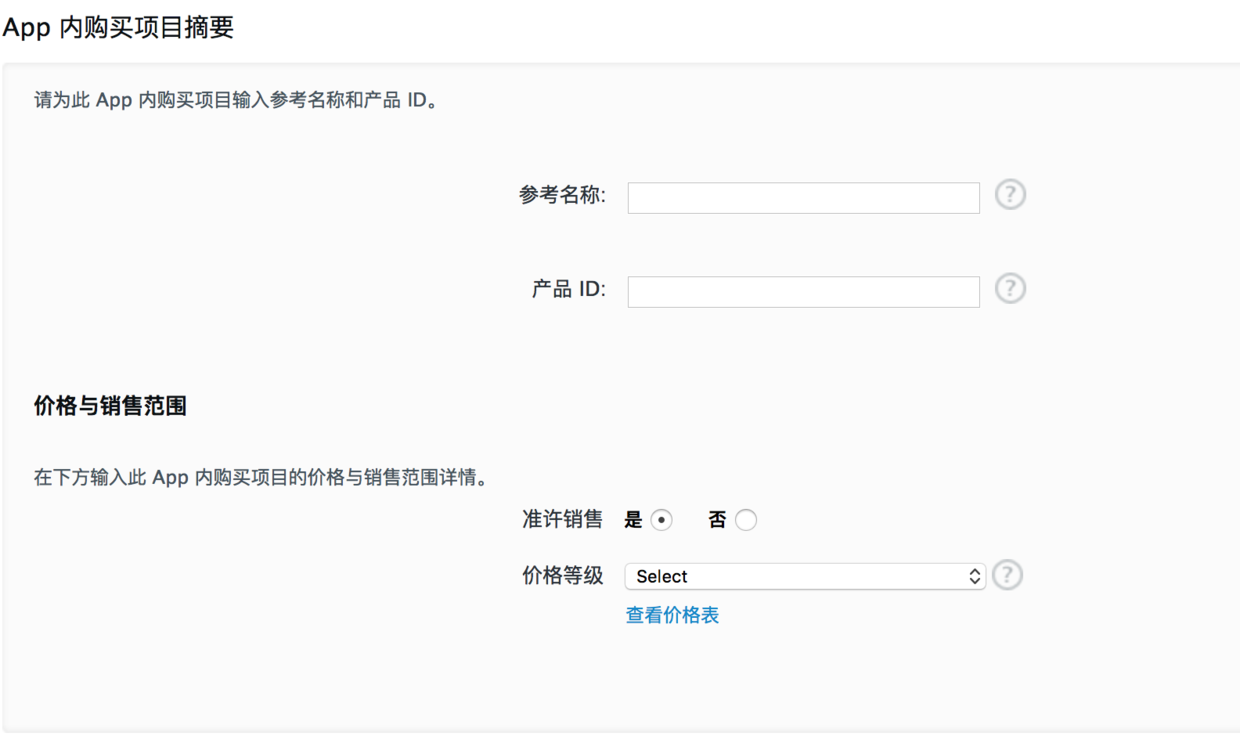 App 内购买项目摘要
请为此 App 内购买项目输入参考名称和产品 ID。
参考名称: ?
产品 ID: ?
价格与销售范围
在下方输入此 App 内购买项目的价格与销售范围详情。
准许销售 是 否
价格等级 Select ?
查看价格表